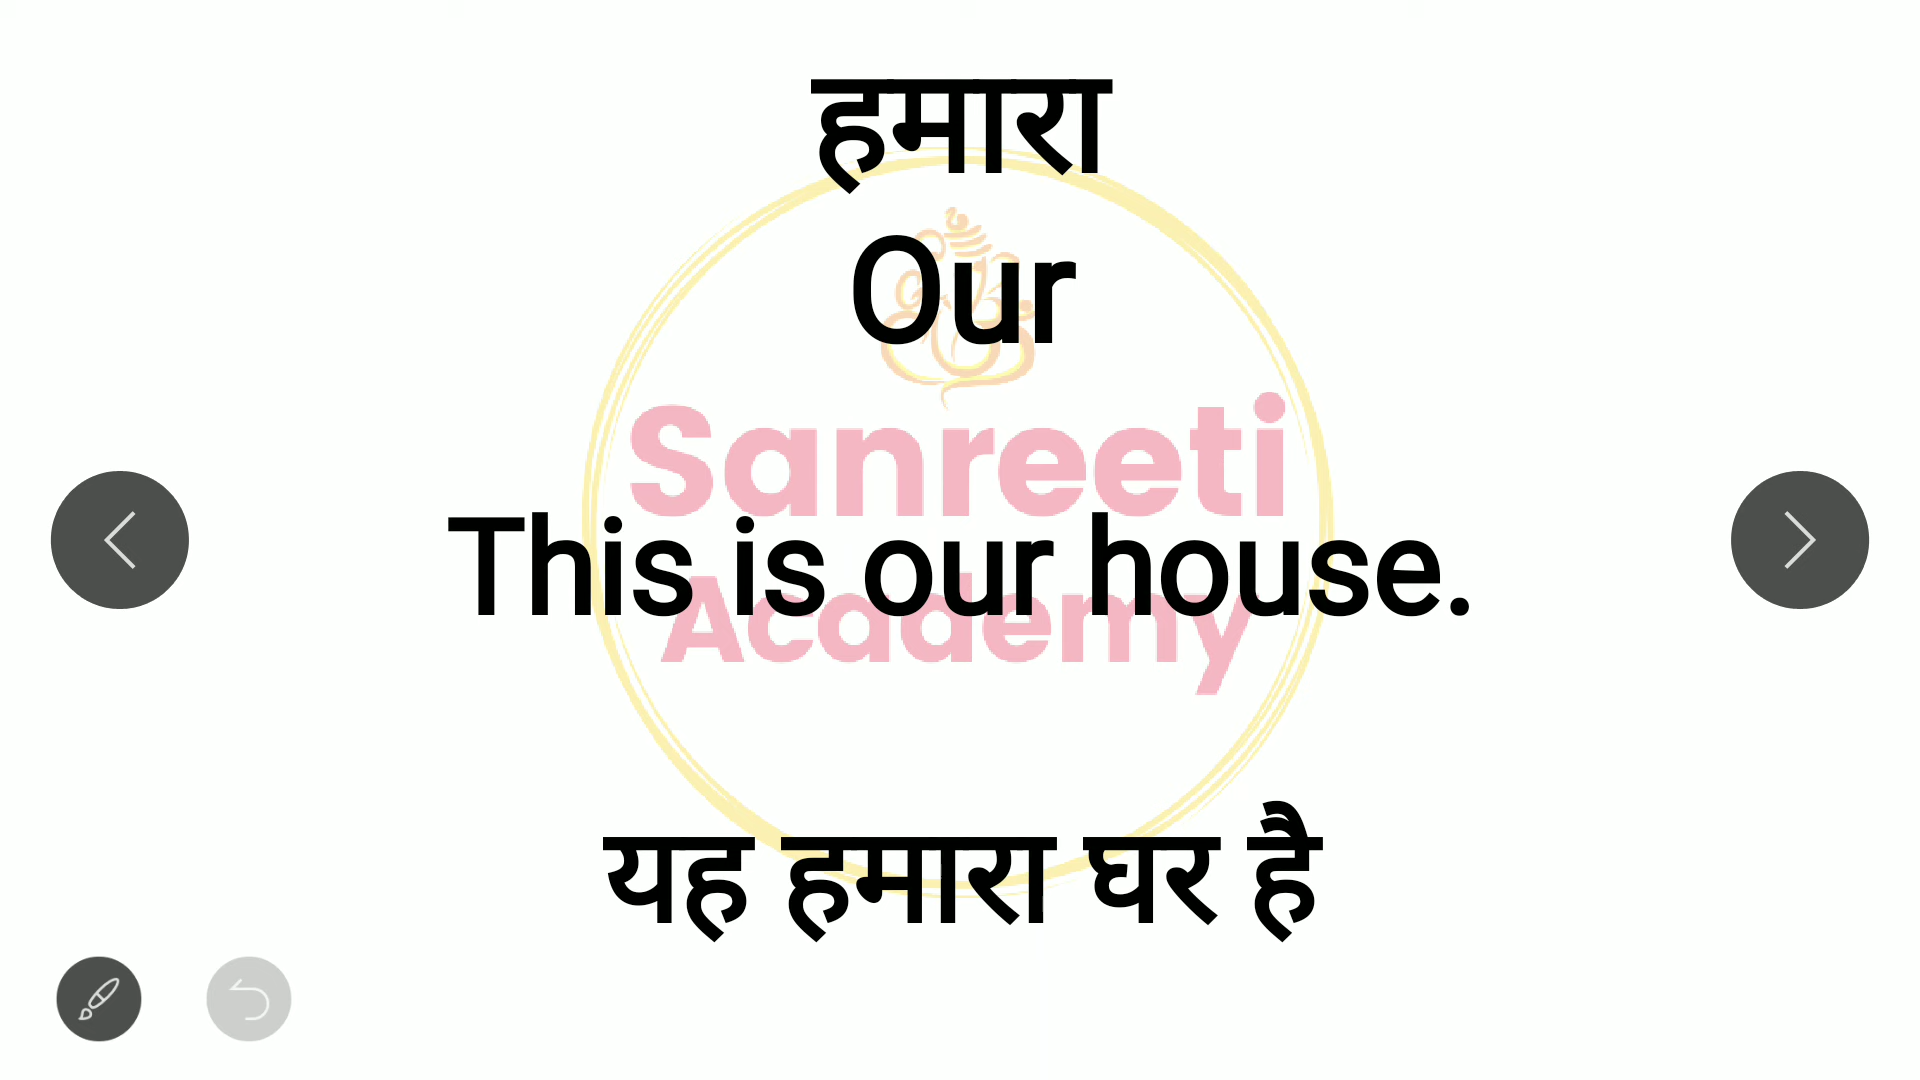 हमारा
Our
Sanreeti
This is our house.
Academy
यह हमारा घर है